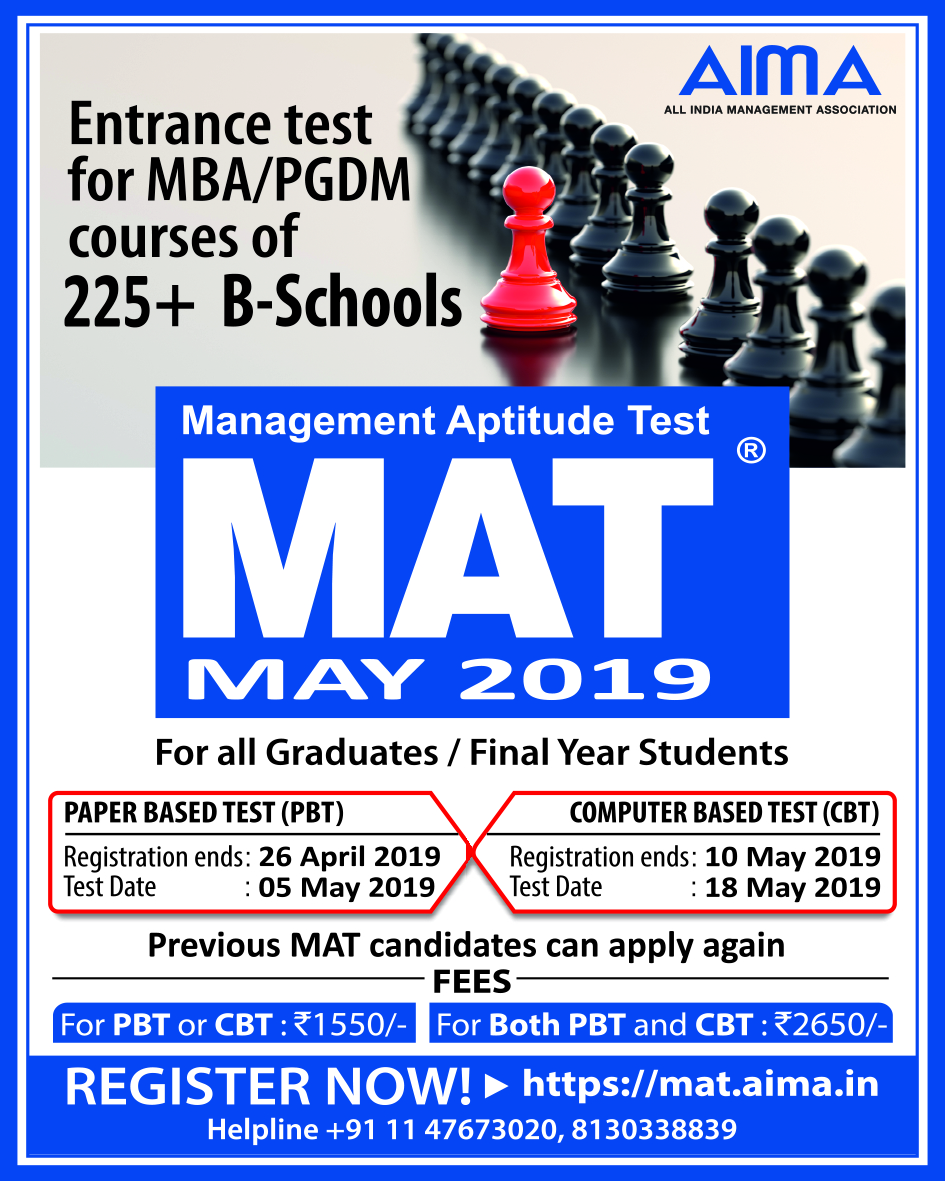 AIMA
ALL INDIA MANAGEMENT ASSOCIATION
Entrance test
for MBA/PGDM
courses of
225+ B-Schools
Management Aptitude Test
MAT ®
MAY 2019
For all Graduates / Final Year Students
PAPER BASED TEST (PBT)
Registration ends: 26 April 2019
Test Date : 05 May 2019
COMPUTER BASED TEST (CBT)
Registration ends: 10 May 2019
Test Date : 18 May 2019
Previous MAT candidates can apply again
FEES
For PBT or CBT : ₹1550/-
For Both PBT and CBT : ₹2650/-
REGISTER NOW! ▶ https://mat.aima.in
Helpline +91 11 47673020, 8130338839